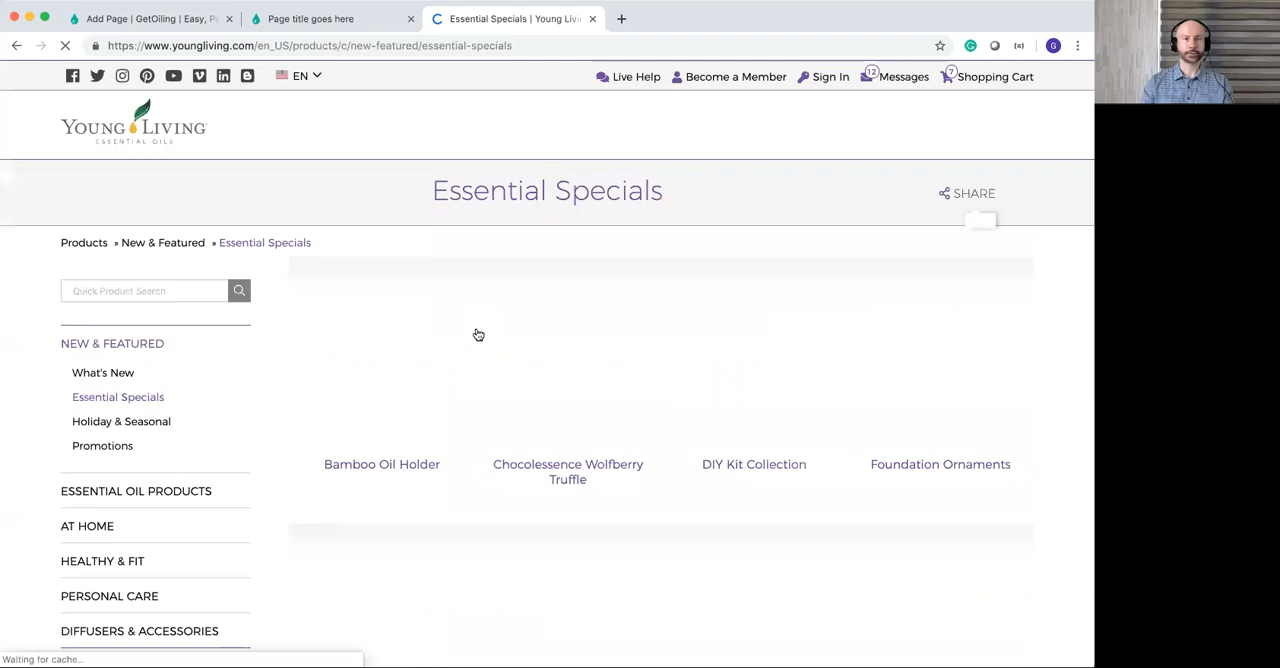 Add Page | GetOiling | Easy, Pe
Page title goes here
Essential Specials | Young Livi
https://www.youngliving.com/en_US/products/c/new-featured/essential-specials
G
EN
Live Help
Become a Member
Sign In
12
Messages
7
Shopping Cart
YOUNG LIVING
ESSENTIAL OILS
Essential Specials
SHARE
Products » New & Featured » Essential Specials
Quick Product Search
NEW & FEATURED
What's New
Essential Specials
Holiday & Seasonal
Promotions
ESSENTIAL OIL PRODUCTS
AT HOME
HEALTHY & FIT
PERSONAL CARE
DIFFUSERS & ACCESSORIES
Bamboo Oil Holder
Chocolessence Wolfberry
Truffle
DIY Kit Collection
Foundation Ornaments
Waiting for cache...